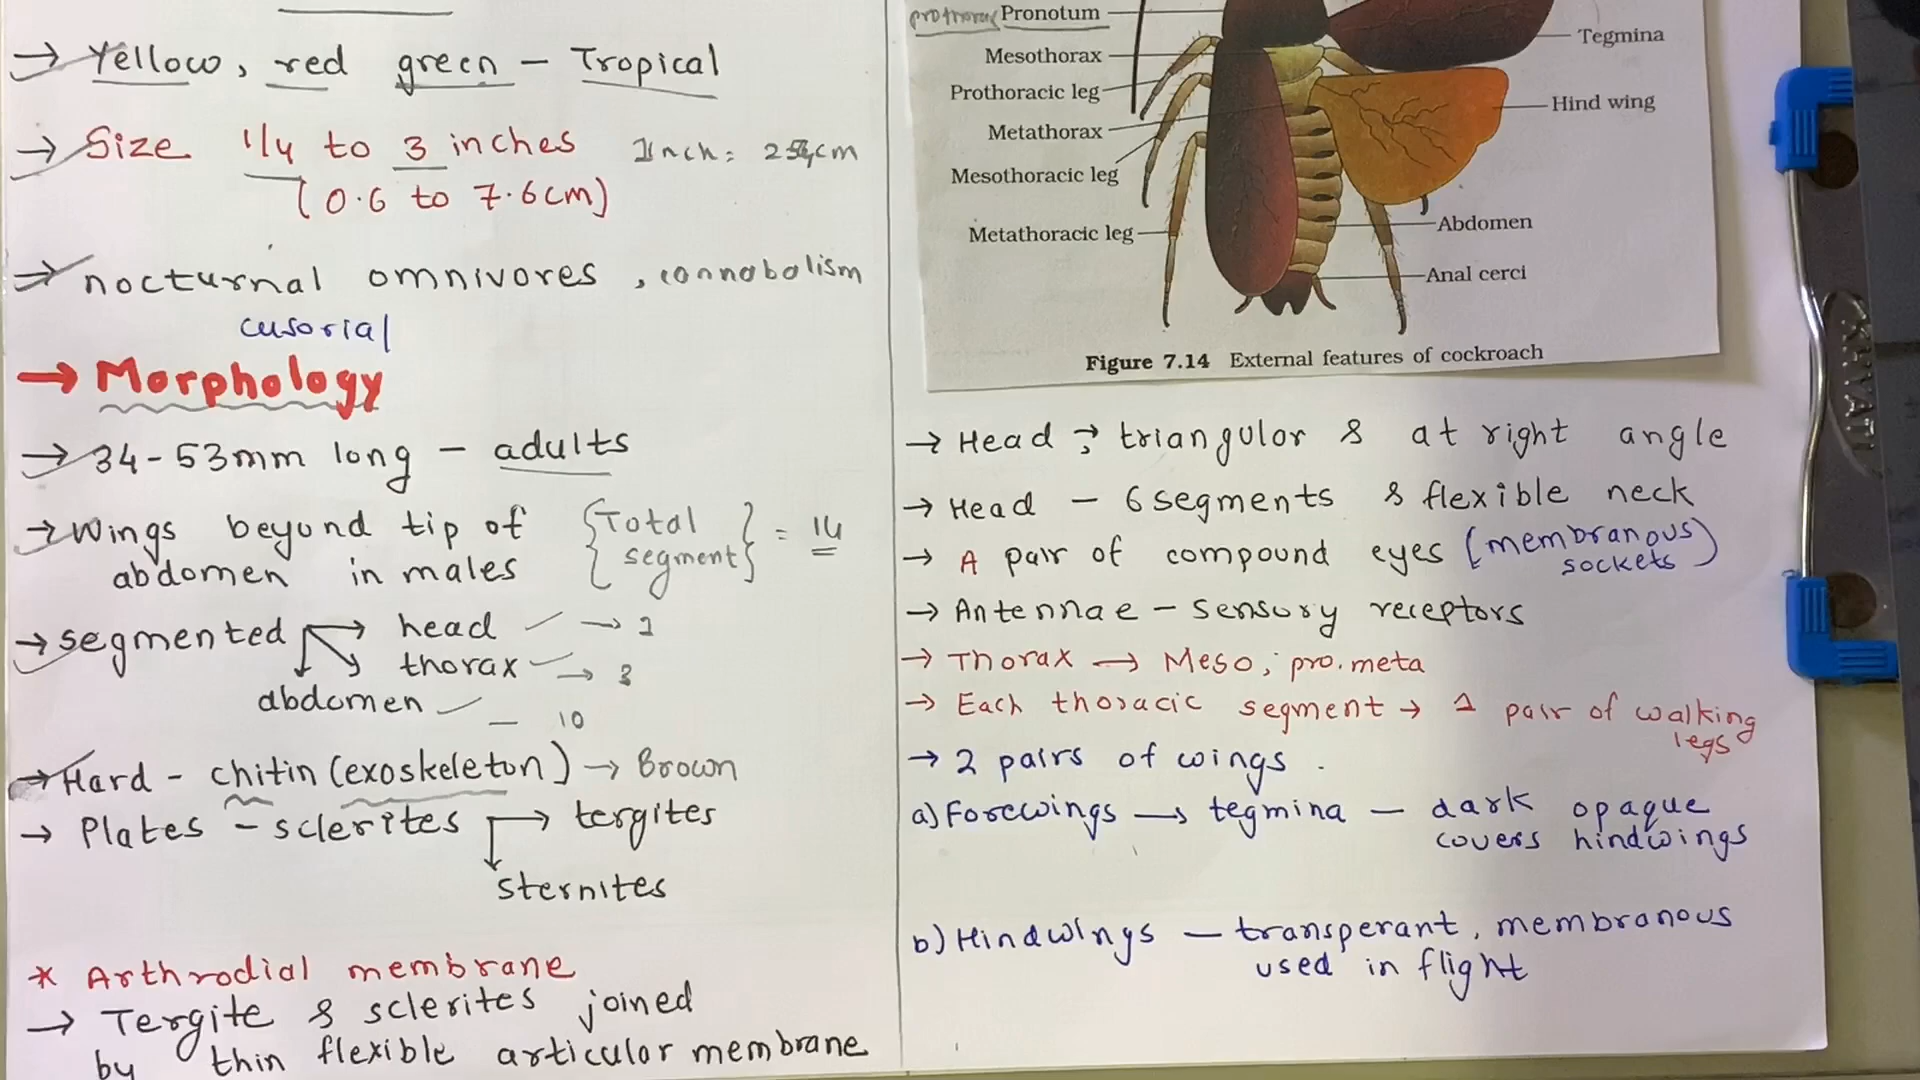 → Yellow, red green – Tropical
→ Size 1/4 to 3 inches
(0.6 to 7.6cm)
→ nocturnal omnivores, connobolism
cusorial
→ Morphology
→ 34-53mm long – adults
→ Wings beyond tip of abdomen in males
{Total segment} = 14
→ segmented → head → 1
thorax → 3
abdomen – 10
→ Hard – chitin (exoskeleton) → Brown
→ Plates – sclerites → tergites
sternites
* Arthrodial membrane
→ Tergite & sclerites joined
by thin flexible articular membrane
prothorax Pronotum
Mesothorax
Prothoracic leg
Metathorax
Mesothoracic leg
Metathoracic leg
Tegmina
Hind wing
Abdomen
Anal cerci
Figure 7.14 External features of cockroach
→ Head → triangular & at right angle
→ Head – 6 segments & flexible neck
→ A pair of compound eyes (membranous sockets)
→ Antennae – sensory receptors
→ Thorax → Meso, pro. meta
→ Each thoracic segment → 1 pair of walking legs
→ 2 pairs of wings.
a) Forewings → tegmina – dark opaque
covers hindwings
b) Hindwings – transperant, membranous
used in flight